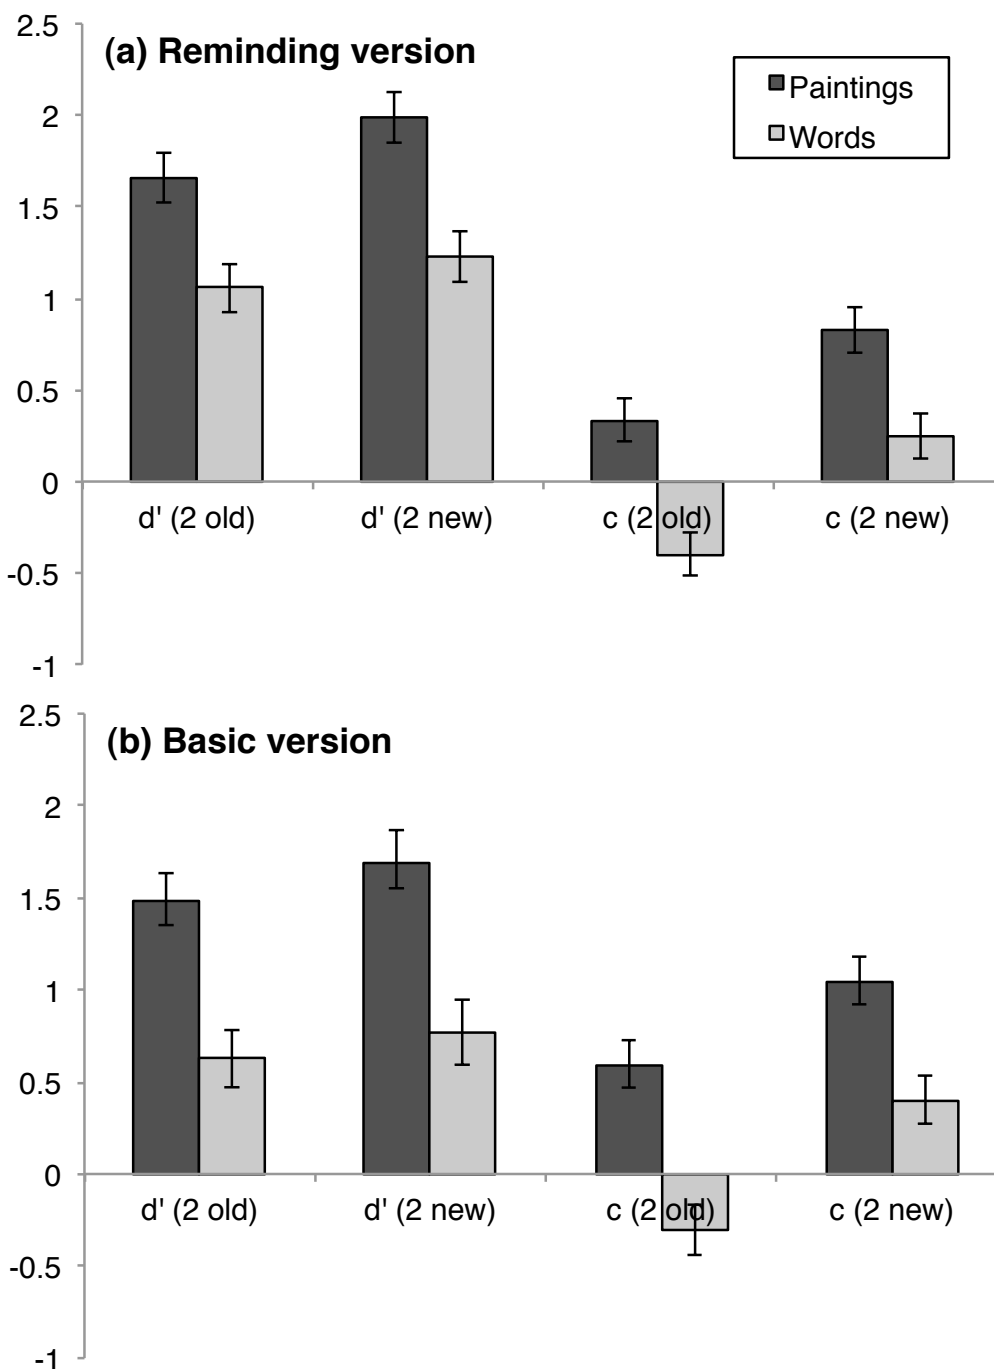 (a) Reminding version
Paintings
Words
2.5
2
1.5
1
0.5
0
-0.5
-1
d' (2 old) d' (2 new) c (2 old) c (2 new)
(b) Basic version
2.5
2
1.5
1
0.5
0
-0.5
-1
d' (2 old) d' (2 new) c (2 old) c (2 new)